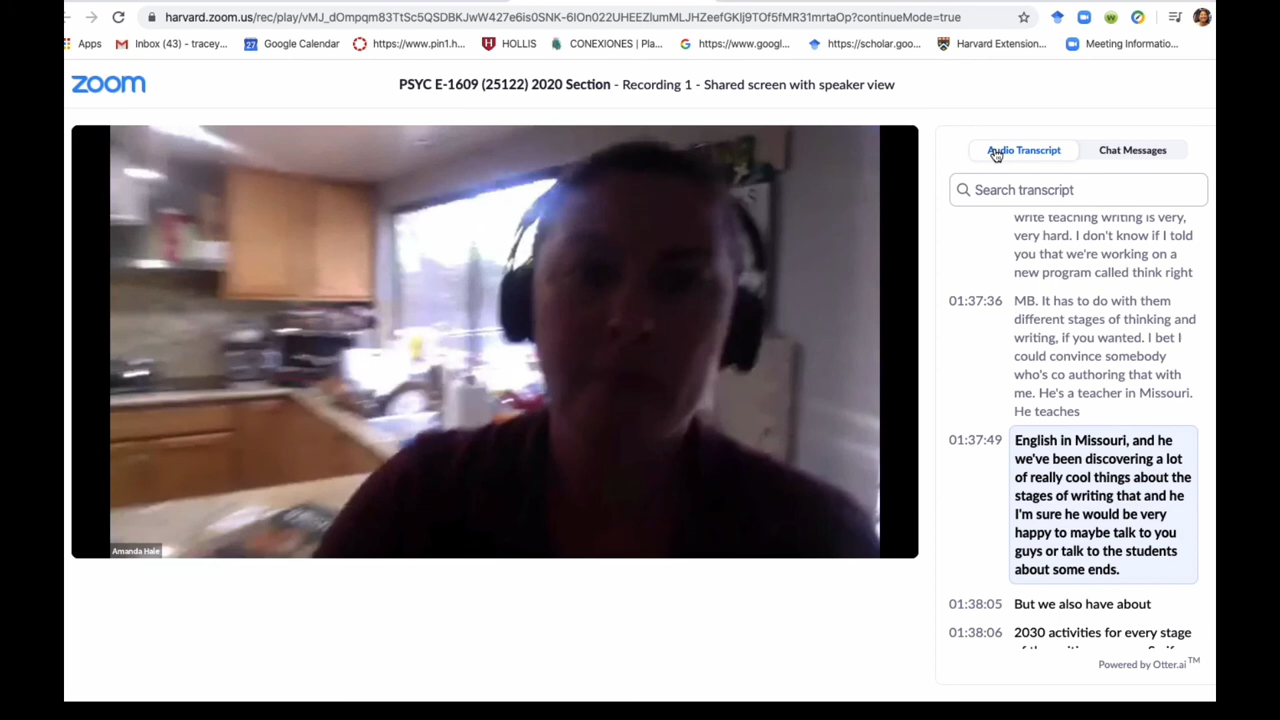 harvard.zoom.us/rec/play/vMJ_dOmpqm83TtSc5QSDBKJwW427e6is0SNK-6IOn022UHEEZlumMLJHZeefGKlj9TOf5fMR31mrtaOp?continueMode=true
Apps Inbox (43) - tracey... Google Calendar https://www.pin1.h... HOLLIS CONEXIONES | Pla... https://www.googl... https://scholar.goo... Harvard Extension... Meeting Informatio...
zoom
PSYC E-1609 (25122) 2020 Section - Recording 1 - Shared screen with speaker view
Audio Transcript Chat Messages
Search transcript
write teaching writing is very,
very hard. I don't know if I told
you that we're working on a
new program called think right
01:37:36 MB. It has to do with them
different stages of thinking and
writing, if you wanted. I bet I
could convince somebody
who's co authoring that with
me. He's a teacher in Missouri.
He teaches
01:37:49 English in Missouri, and he
we've been discovering a lot
of really cool things about the
stages of writing that and he
I'm sure he would be very
happy to maybe talk to you
guys or talk to the students
about some ends.
01:38:05 But we also have about
01:38:06 2030 activities for every stage
Powered by Otter.ai™
Amanda Hale